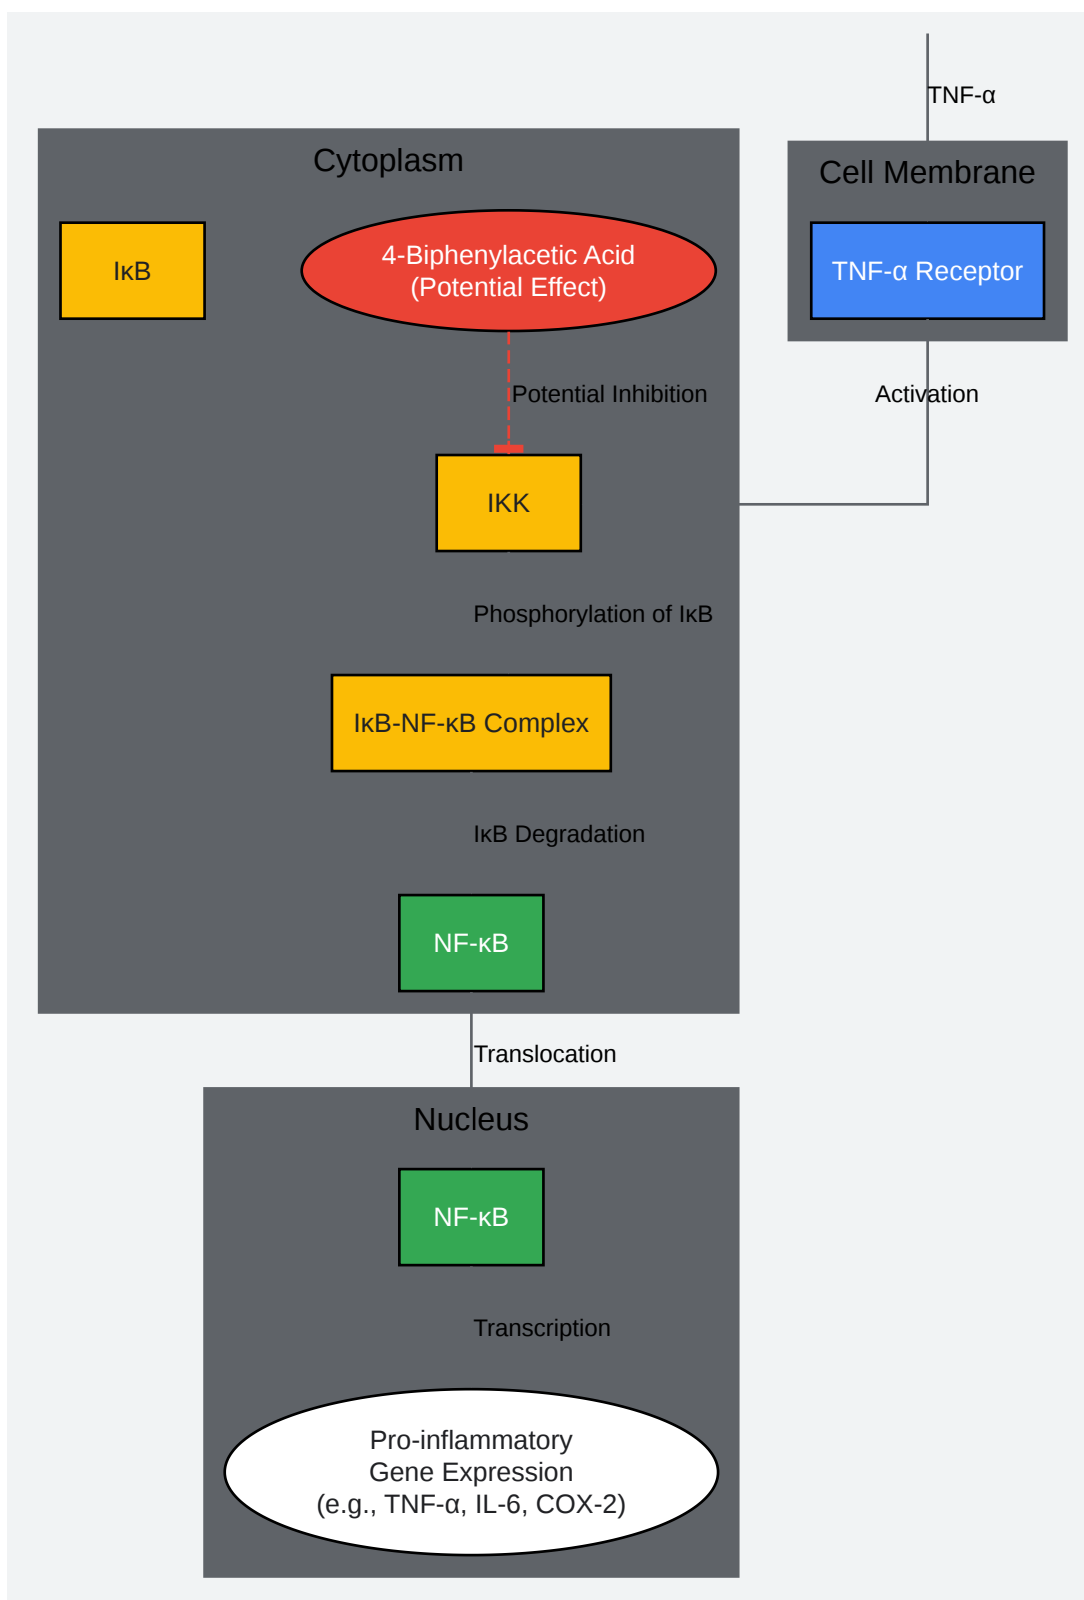 TNF-α
Cytoplasm
Cell Membrane
IκB
4-Biphenylacetic Acid
(Potential Effect)
TNF-α Receptor
Potential Inhibition
Activation
IKK
Phosphorylation of IκB
IκB-NF-κB Complex
IκB Degradation
NF-κB
Translocation
Nucleus
NF-κB
Transcription
Pro-inflammatory
Gene Expression
(e.g., TNF-α, IL-6, COX-2)